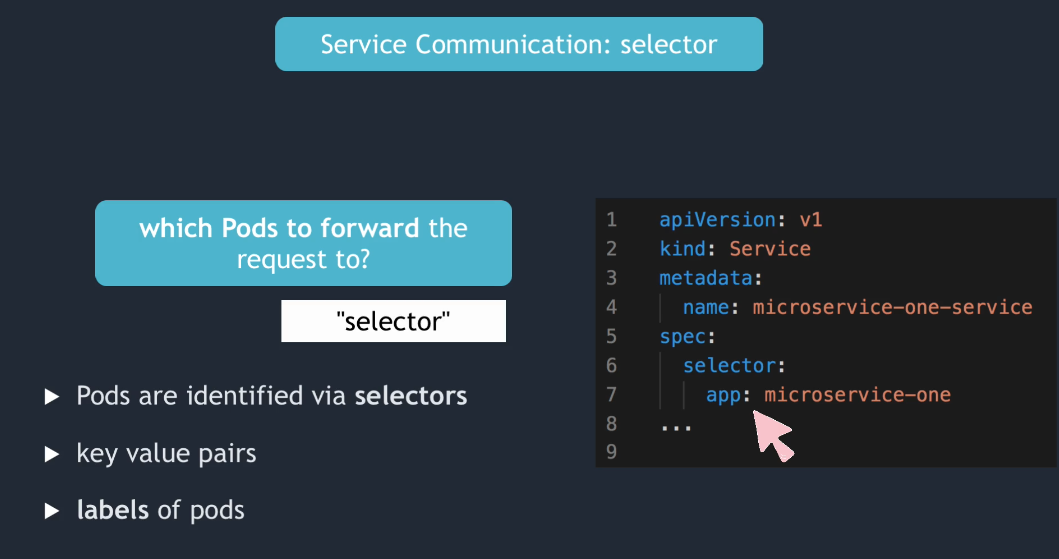 Service Communication: selector
which Pods to forward the
request to?
"selector"
▶ Pods are identified via selectors
▶ key value pairs
▶ labels of pods
1 apiVersion: v1
2 kind: Service
3 metadata:
4 name: microservice-one-service
5 spec:
6 selector:
7 app: microservice-one
8 ...
9